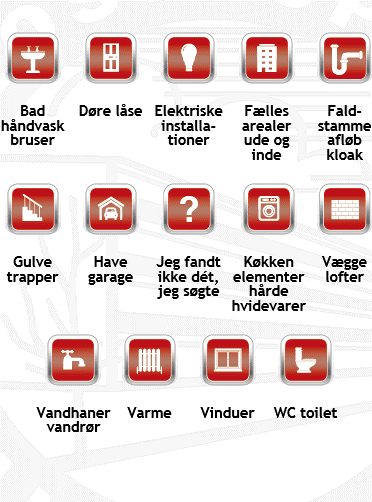 Bad
håndvask
bruser
Døre låse
Elektriske
installa-
tioner
Fælles
arealer
ude og
inde
Fald-
stamme
afløb
kloak
Gulve
trapper
Have
garage
?
Jeg fandt
ikke dét,
jeg søgte
Køkken
elementer
hårde
hvidevarer
Vægge
lofter
Vandhaner
vandrør
Varme
Vinduer
WC toilet